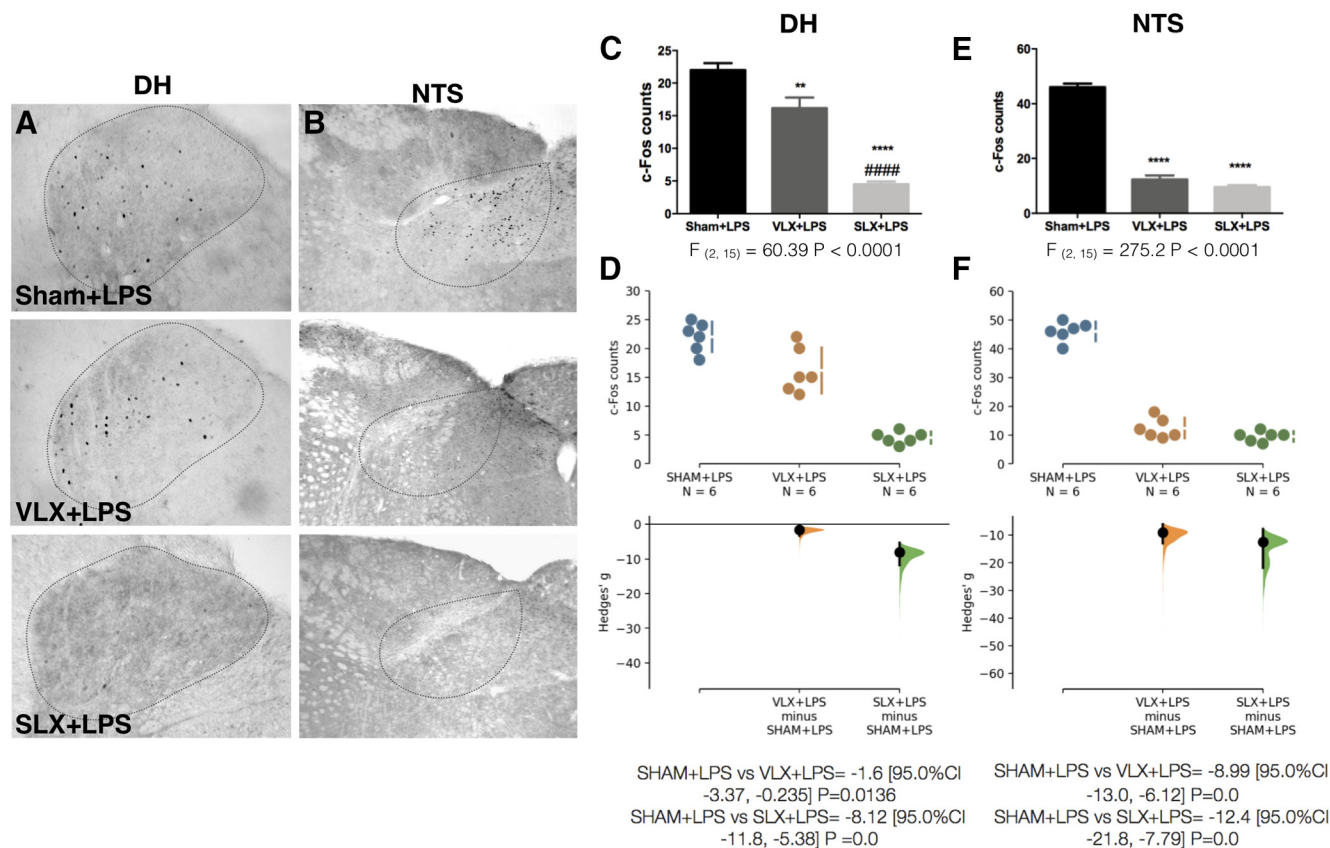 DH
NTS
A
B
Sham+LPS
VLX+LPS
SLX+LPS
DH
C
c-Fos counts
25
20
15
10
5
0
**
****
####
Sham+LPS VLX+LPS SLX+LPS
F (2, 15) = 60.39 P < 0.0001
D
c-Fos counts
30
25
20
15
10
5
0
SHAM+LPS VLX+LPS SLX+LPS
N = 6 N = 6 N = 6
Hedges' g
0
−10
−20
−30
−40
VLX+LPS SLX+LPS
minus minus
SHAM+LPS SHAM+LPS
SHAM+LPS vs VLX+LPS= -1.6 [95.0%CI
-3.37, -0.235] P=0.0136
SHAM+LPS vs SLX+LPS= -8.12 [95.0%CI
-11.8, -5.38] P =0.0
NTS
E
c-Fos counts
60
40
20
0
**** ****
Sham+LPS VLX+LPS SLX+LPS
F (2, 15) = 275.2 P < 0.0001
F
c-Fos counts
60
50
40
30
20
10
0
SHAM+LPS VLX+LPS SLX+LPS
N = 6 N = 6 N = 6
Hedges' g
−10
−20
−30
−40
−50
−60
VLX+LPS SLX+LPS
minus minus
SHAM+LPS SHAM+LPS
SHAM+LPS vs VLX+LPS= -8.99 [95.0%CI
-13.0, -6.12] P=0.0
SHAM+LPS vs SLX+LPS= -12.4 [95.0%CI
-21.8, -7.79] P=0.0